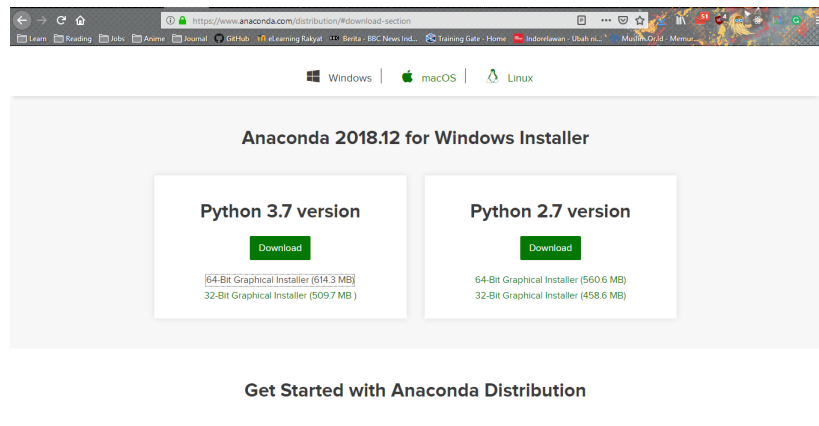 https://www.anaconda.com/distribution/#download-section
51
G
Learn Reading Jobs Anime Journal GitHub eLearning Rakyat Berita - BBC News Ind... Training Gate - Home Indorelawan - Ubah ni... Muslim.Or.Id - Memur...
Windows macOS Linux
Anaconda 2018.12 for Windows Installer
Python 3.7 version
Download
64-Bit Graphical Installer (614.3 MB)
32-Bit Graphical Installer (509.7 MB )
Python 2.7 version
Download
64-Bit Graphical Installer (560.6 MB)
32-Bit Graphical Installer (458.6 MB)
Get Started with Anaconda Distribution